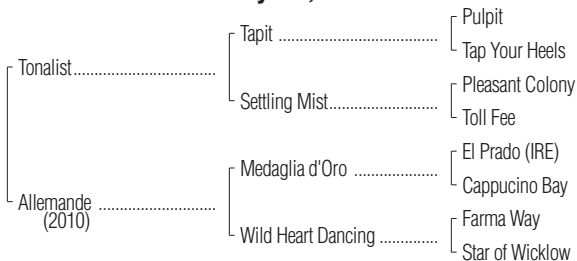 Pulpit
Tapit ........................................
Tap Your Heels
Tonalist...................................
Pleasant Colony
Settling Mist...........................
Toll Fee
El Prado (IRE)
Medaglia d'Oro .....................
Cappucino Bay
Allemande .............................
(2010)
Farma Way
Wild Heart Dancing ..............
Star of Wicklow